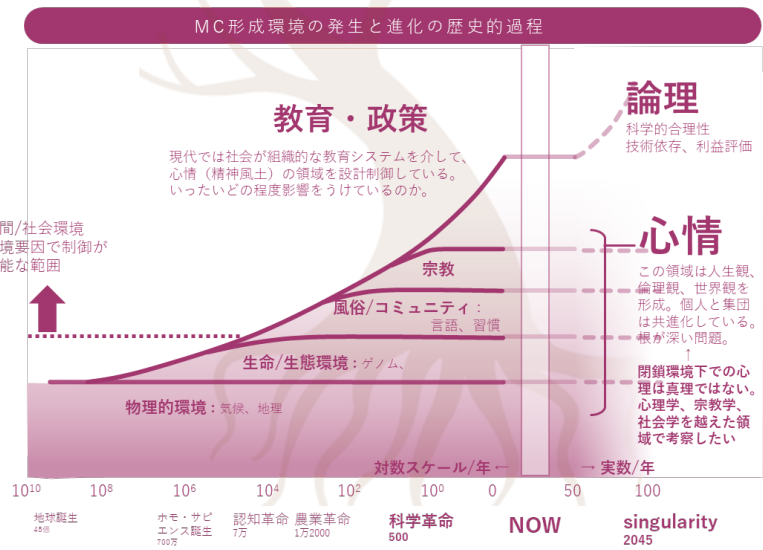 MC形成環境の発生と進化の歴史的過程
教育・政策
現代では社会が組織的な教育システムを介して、
心情（精神風土）の領域を設計制御している。
いったいどの程度影響をうけているのか。
論理
科学的合理性
技術依存、利益評価
心情
この領域は人生観、
倫理観、世界観を
形成。個人と集団
は共進化している。
根が深い問題。
↑
閉鎖環境下での心
理は真理ではない。
心理学、宗教学、
社会学を越えた領
域で考察したい
間/社会環境
境要因で制御が
能な範囲
宗教
風俗/コミュニティ：
言語、習慣
生命/生態環境：ゲノム、
物理的環境：気候、地理
対数スケール/年 ←
→ 実数/年
10¹⁰ 10⁸ 10⁶ 10⁴ 10² 10⁰ 0 50 100
地球誕生
46億
ホモ・サピ
エンス誕生
700万
認知革命
7万
農業革命
1万2000
科学革命
500
NOW
singularity
2045